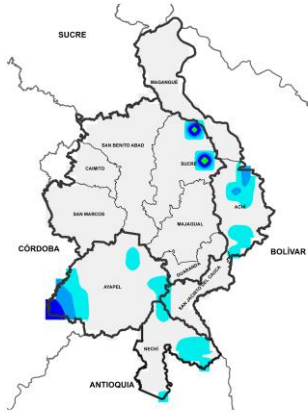 SUCRE
MAGANGUÉ
SAN BENITO ABAD
SUCRE
CAIMITO
ACHÍ
SAN MARCOS
MAJAGUAL
CÓRDOBA
BOLÍVAR
GUARANDA
AYAPEL
SAN JACINTO DEL CAUCA
NECHÍ
ANTIOQUIA